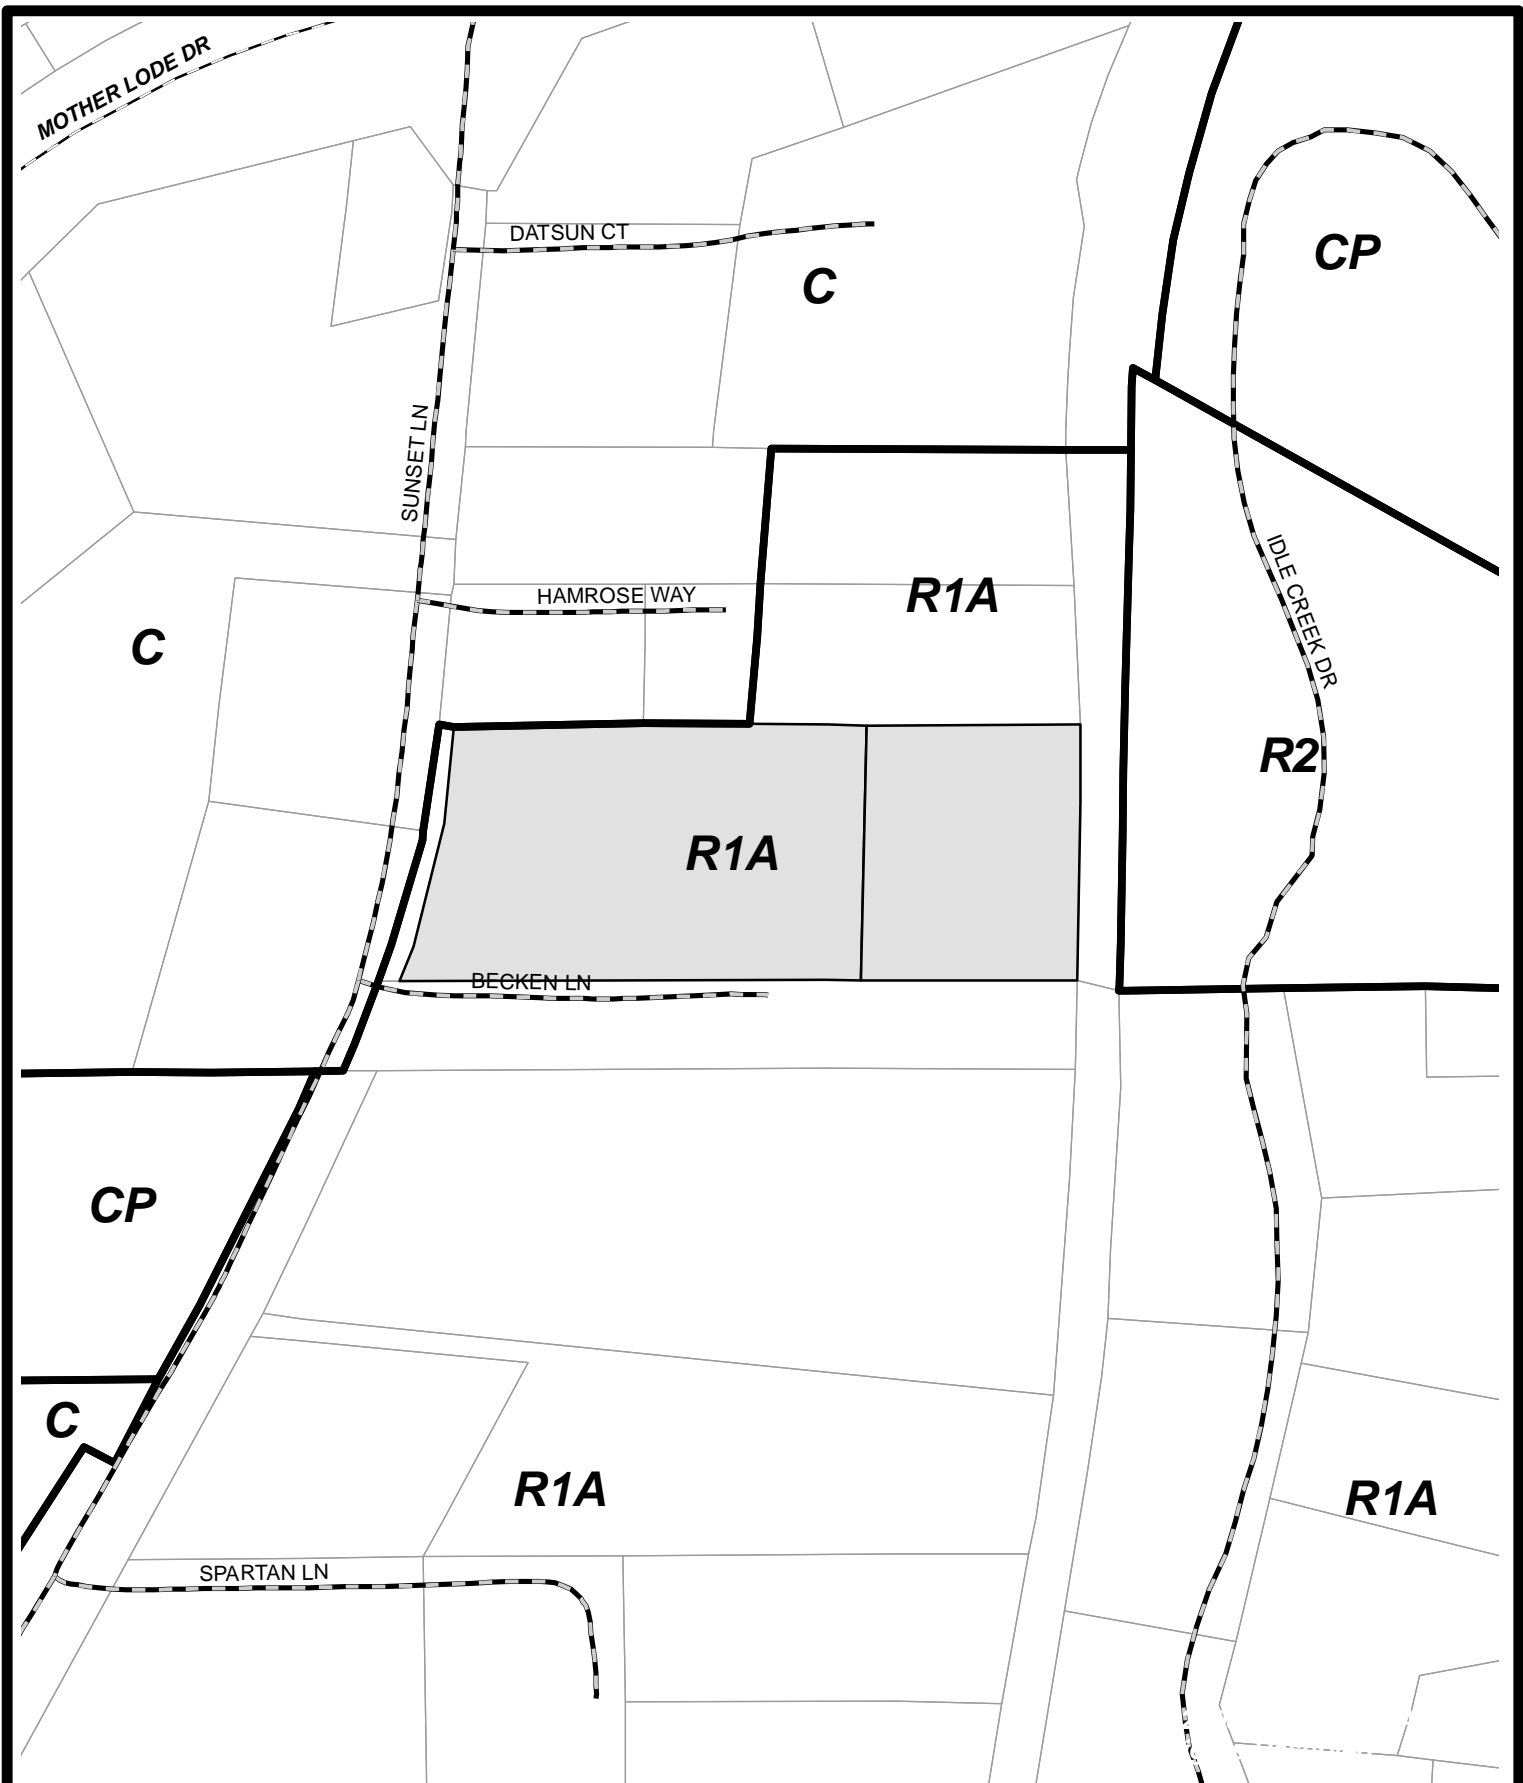 MOTHER LODE DR
DATSUN CT
C
CP
SUNSET LN
IDLE CREEK DR
HAMROSE WAY
R1A
C
R2
R1A
BECKEN LN
CP
C
R1A
R1A
SPARTAN LN